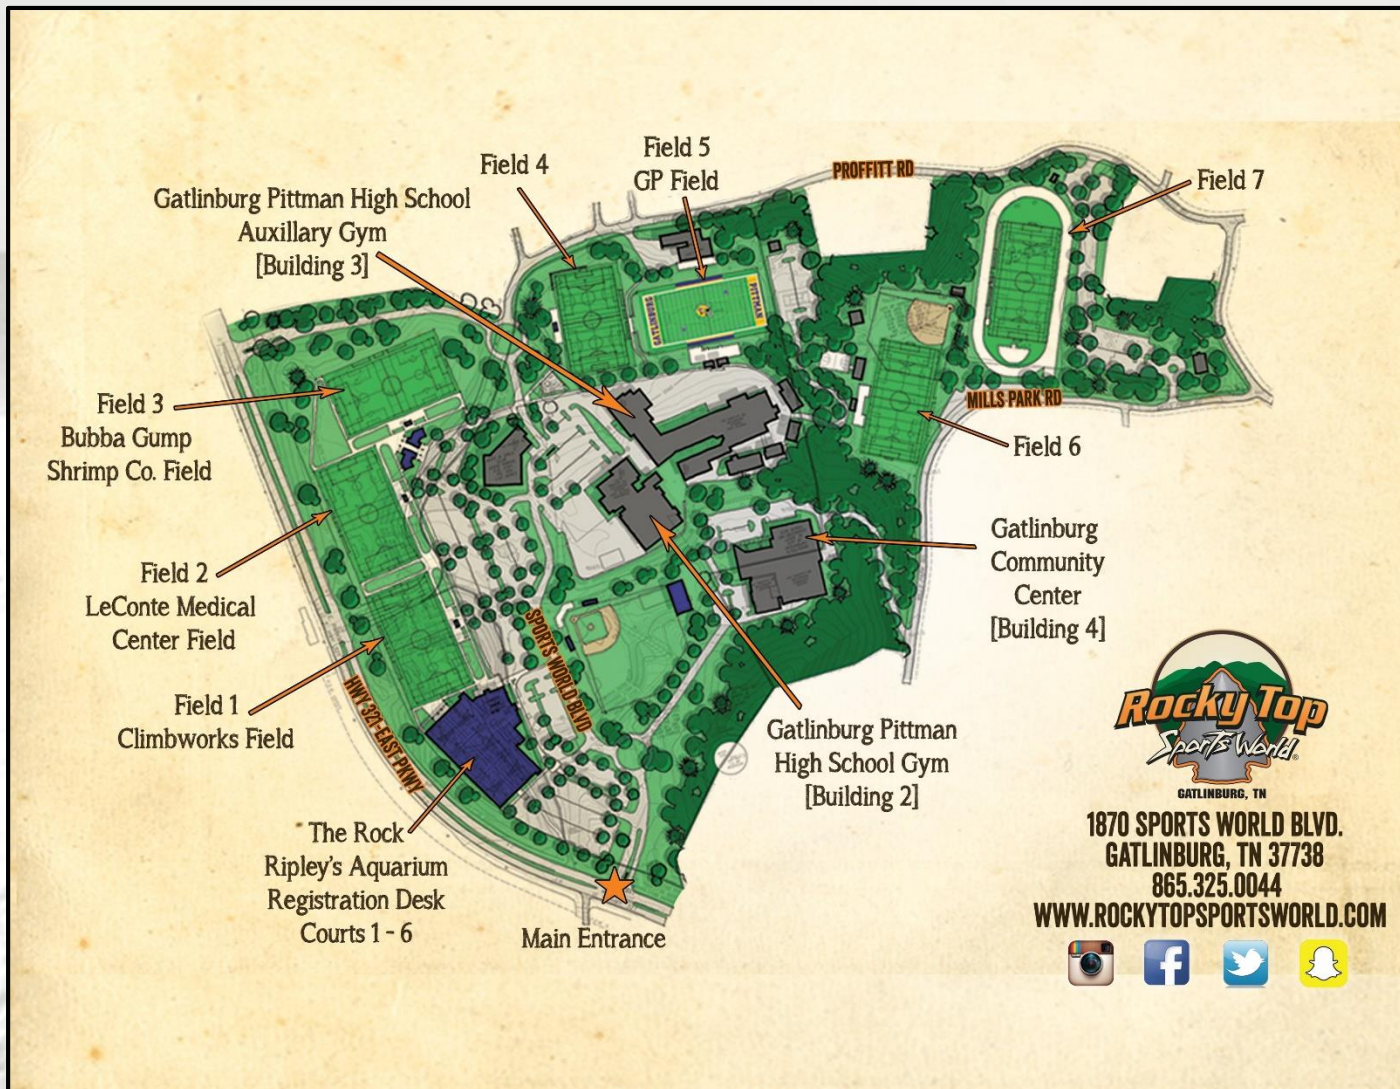 Field 4
Field 5
GP Field
PROFFITT RD
Field 7
Gatlinburg Pittman High School
Auxillary Gym
[Building 3]
PITTMAN
GATLINBURG
Field 3
Bubba Gump
Shrimp Co. Field
MILLS PARK RD
Field 6
Gatlinburg
Community
Center
[Building 4]
Field 2
LeConte Medical
Center Field
SPORTS WORLD BLVD
Field 1
Climbworks Field
HWY-321-EAST-PKWY
Gatlinburg Pittman
High School Gym
[Building 2]
The Rock
Ripley's Aquarium
Registration Desk
Courts 1 - 6
Main Entrance
Rocky Top
Sports World®
GATLINBURG, TN
1870 SPORTS WORLD BLVD.
GATLINBURG, TN 37738
865.325.0044
WWW.ROCKYTOPSPORTSWORLD.COM